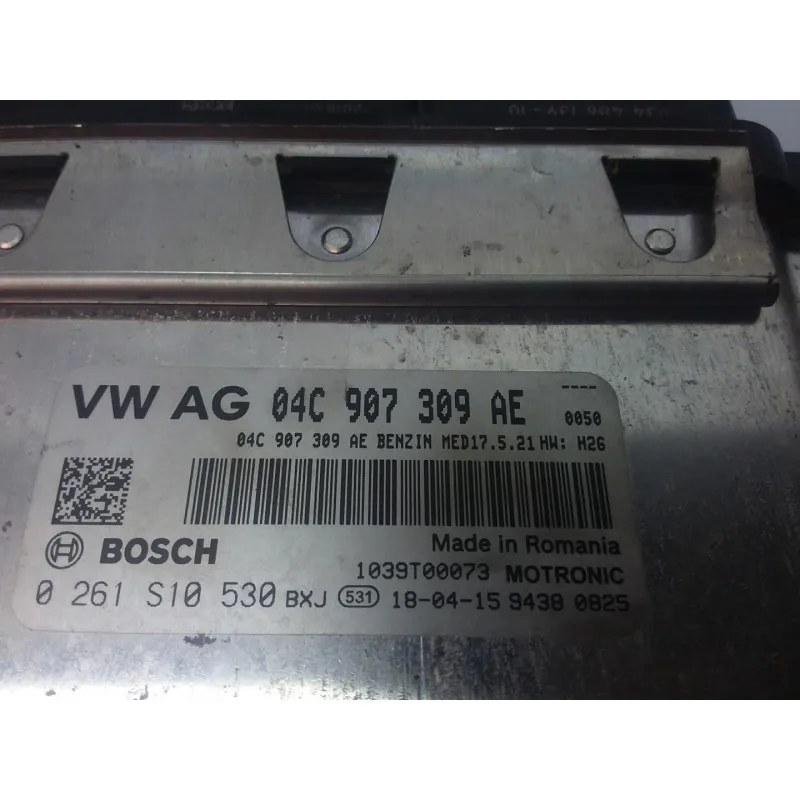 VW AG 04C 907 309 AE ----
0050
04C 907 309 AE BENZIN MED17.5.21 HW: H26
BOSCH
Made in Romania
1039T00073 MOTRONIC
0 261 S10 530 BXJ 531 18-04-15 9438 0825